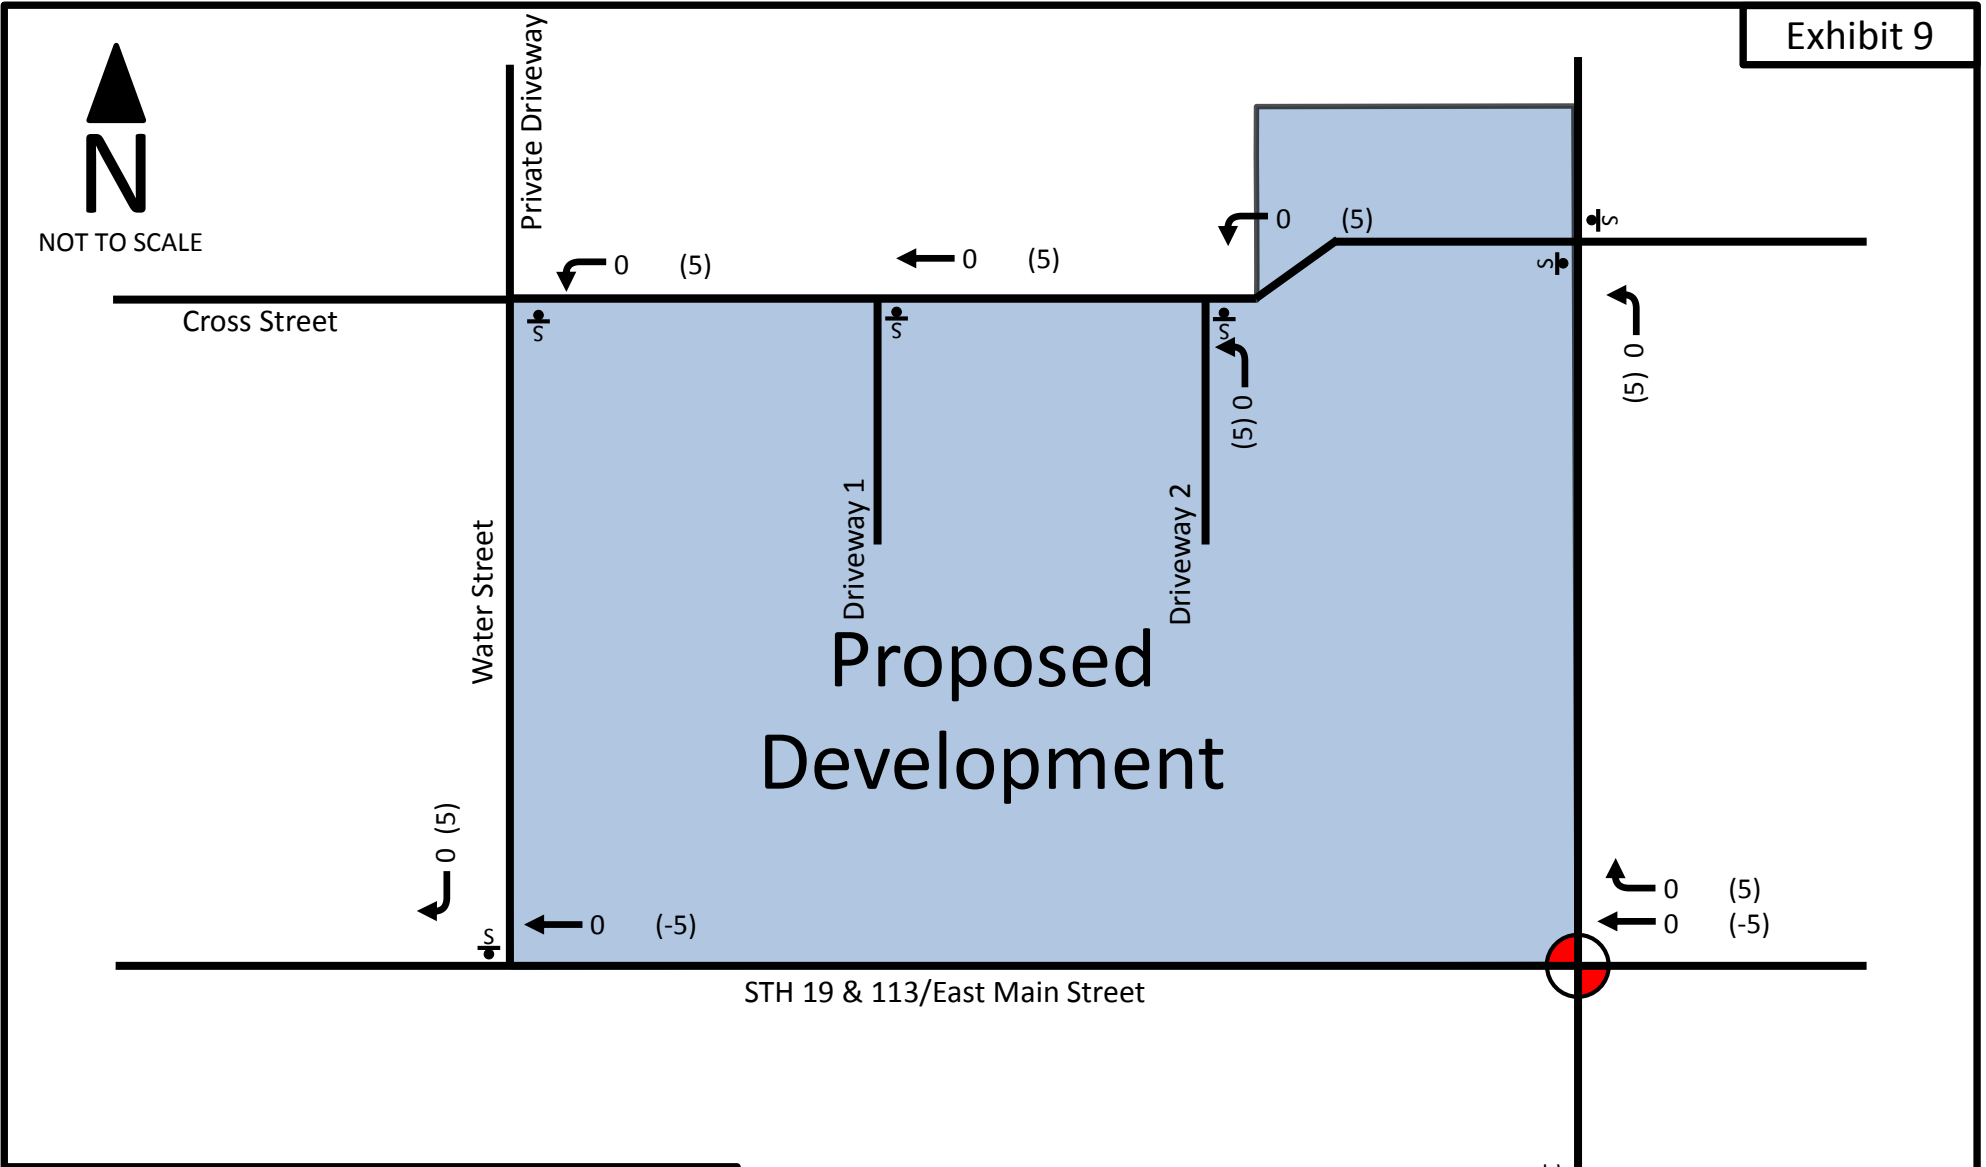 Exhibit 9
N
NOT TO SCALE
Private Driveway
0 (5)
0 (5)
0 (5)
Cross Street
S
S
S
S
S
0 (5)
0 (5)
Driveway 1
Driveway 2
Water Street
Proposed
Development
0 (5)
S
0 (-5)
0 (5)
0 (-5)
STH 19 & 113/East Main Street